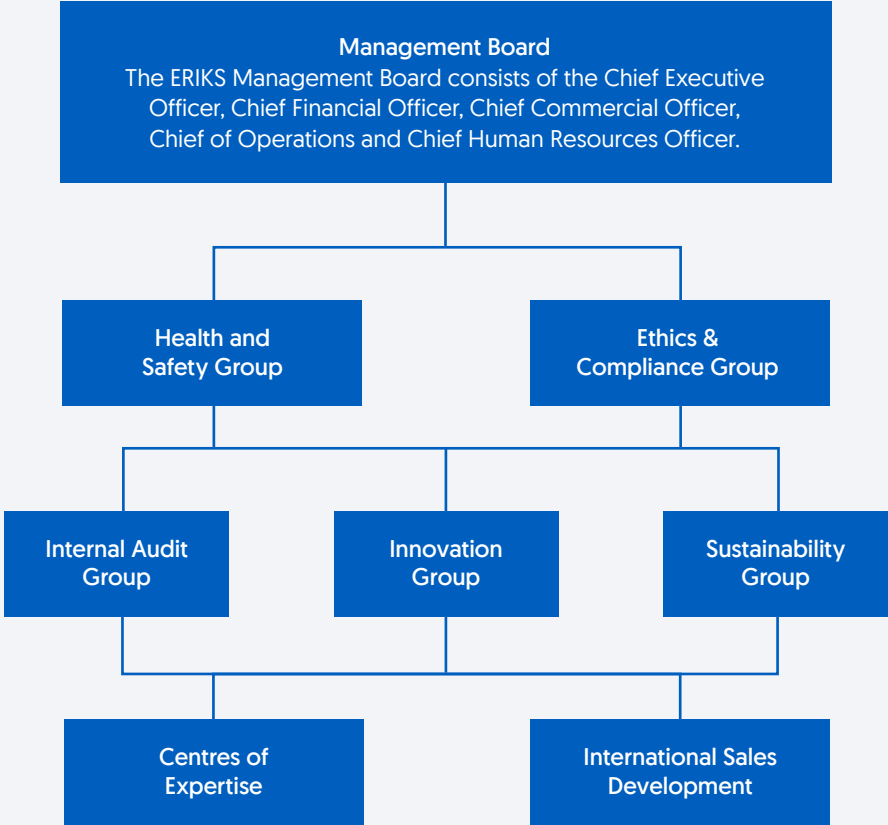 Management Board
The ERIKS Management Board consists of the Chief Executive
Officer, Chief Financial Officer, Chief Commercial Officer,
Chief of Operations and Chief Human Resources Officer.
Health and
Safety Group
Ethics &
Compliance Group
Internal Audit
Group
Innovation
Group
Sustainability
Group
Centres of
Expertise
International Sales
Development